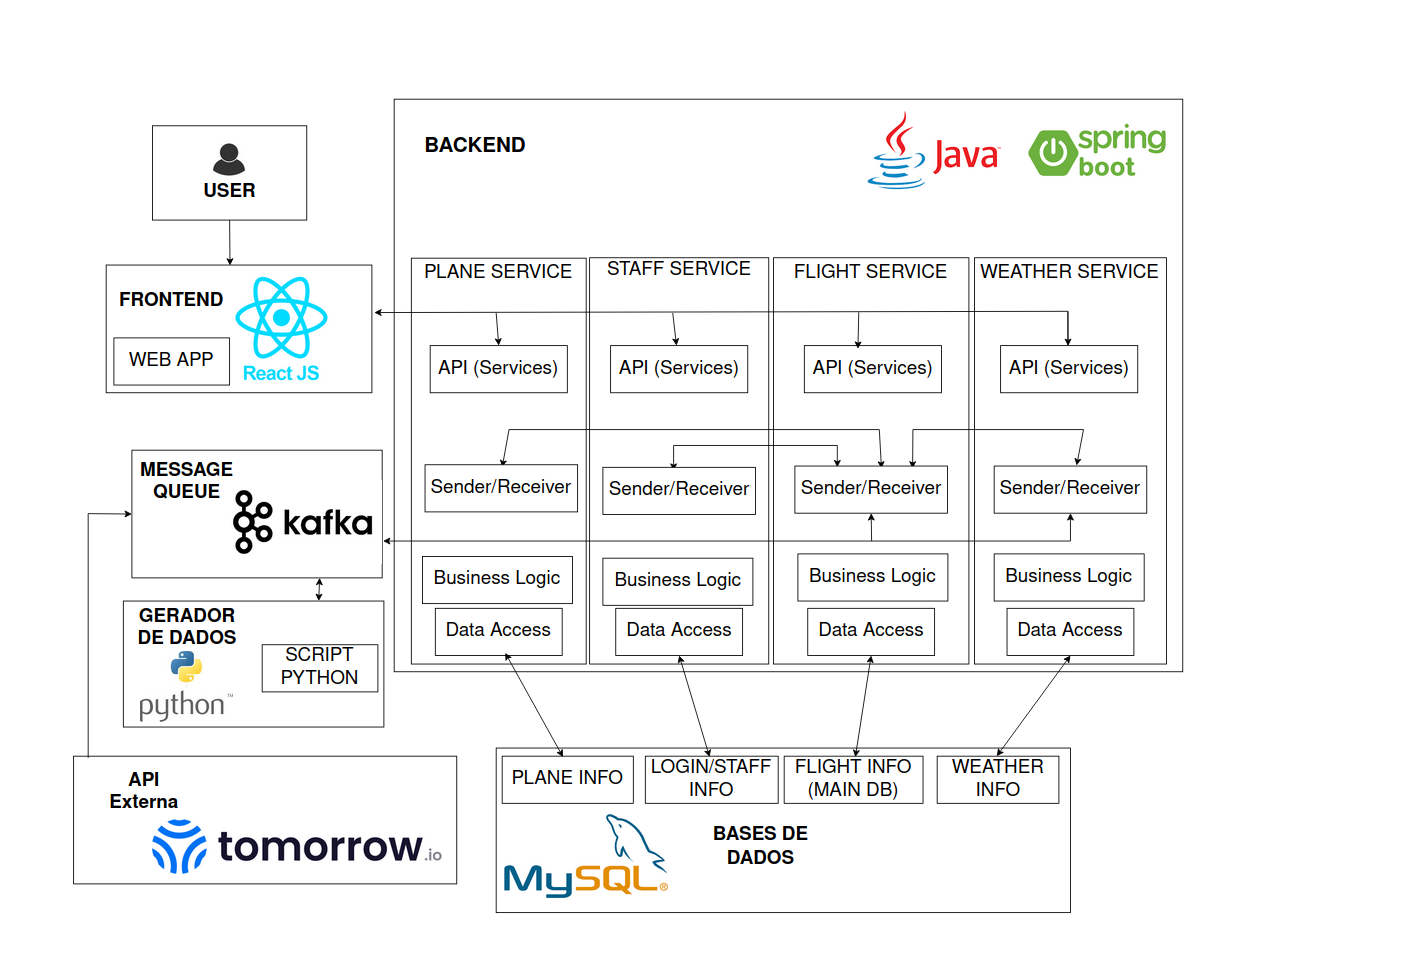 USER
FRONTEND
WEB APP
React JS
BACKEND
Java™
spring
boot
PLANE SERVICE
STAFF SERVICE
FLIGHT SERVICE
WEATHER SERVICE
API (Services)
API (Services)
API (Services)
API (Services)
Sender/Receiver
Sender/Receiver
Sender/Receiver
Sender/Receiver
Business Logic
Business Logic
Business Logic
Business Logic
Data Access
Data Access
Data Access
Data Access
MESSAGE
QUEUE
kafka
GERADOR
DE DADOS
python™
SCRIPT
PYTHON
API
Externa
tomorrow.io
PLANE INFO
LOGIN/STAFF
INFO
FLIGHT INFO
(MAIN DB)
WEATHER
INFO
MySQL®
BASES DE
DADOS